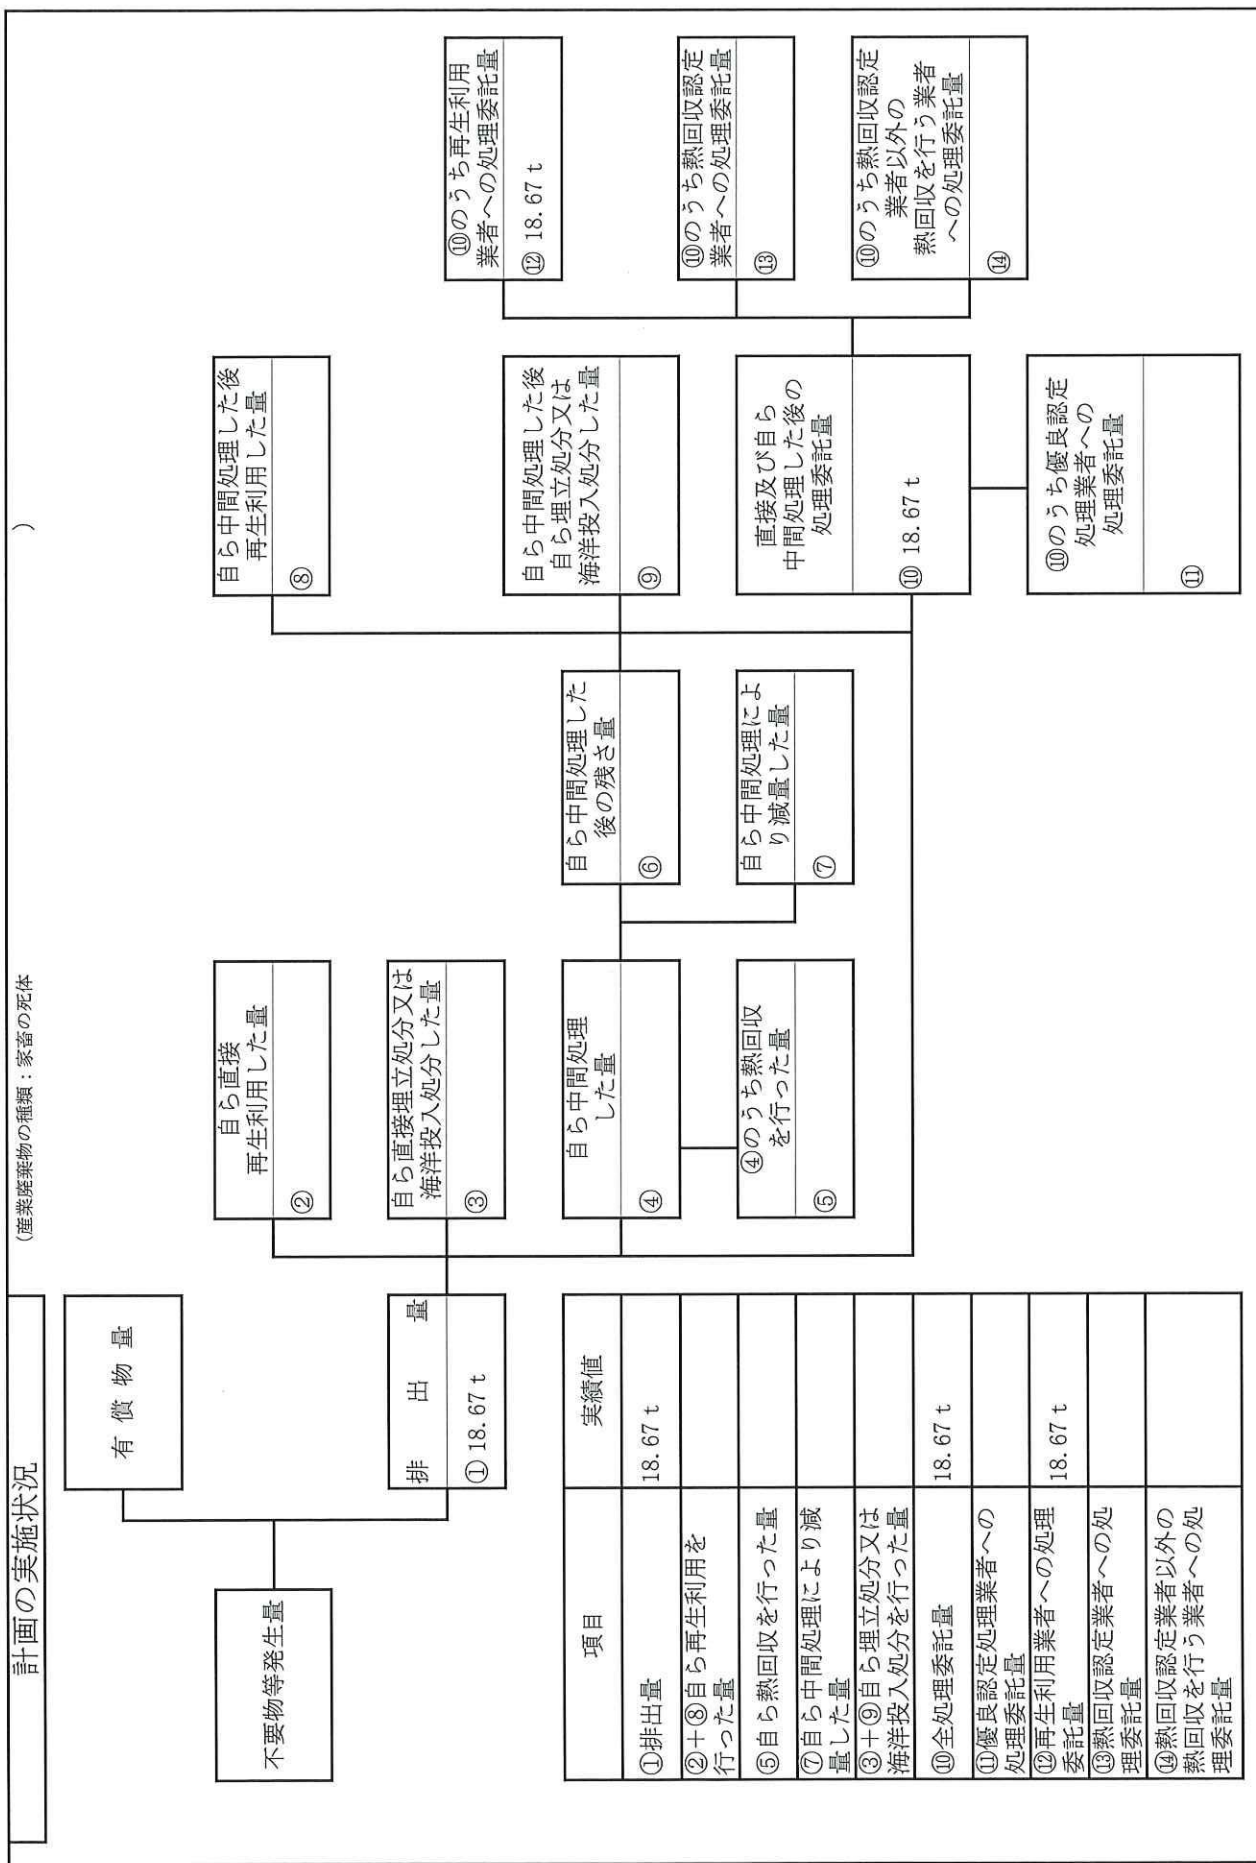 計画の実施状況
(産業廃棄物の種類：家畜の死体
)
不要物等発生量
有償物量
排出量
① 18.67 t
自ら直接
再生利用した量
②
自ら直接埋立処分又は
海洋投入処分した量
③
自ら中間処理
した量
④
④のうち熱回収
を行った量
⑤
自ら中間処理した
後の残さ量
⑥
自ら中間処理によ
り減量した量
⑦
自ら中間処理した後
再生利用した量
⑧
自ら中間処理した後
自ら埋立処分又は
海洋投入処分した量
⑨
直接及び自ら
中間処理した後の
処理委託量
⑩ 18.67 t
⑩のうち優良認定
処理業者への
処理委託量
⑪
⑩のうち再生利用
業者への処理委託量
⑫ 18.67 t
⑩のうち熱回収認定
業者への処理委託量
⑬
⑩のうち熱回収認定
業者以外の
熱回収を行う業者
への処理委託量
⑭
項目 実績値
①排出量 18.67 t
②＋⑧自ら再生利用を
行った量
⑤自ら熱回収を行った量
⑦自ら中間処理により減
量した量
③＋⑨自ら埋立処分又は
海洋投入処分を行った量
⑩全処理委託量 18.67 t
⑪優良認定処理業者への
処理委託量
⑫再生利用業者への処理
委託量 18.67 t
⑬熱回収認定業者への処
理委託量
⑭熱回収認定業者以外の
熱回収を行う業者への処
理委託量